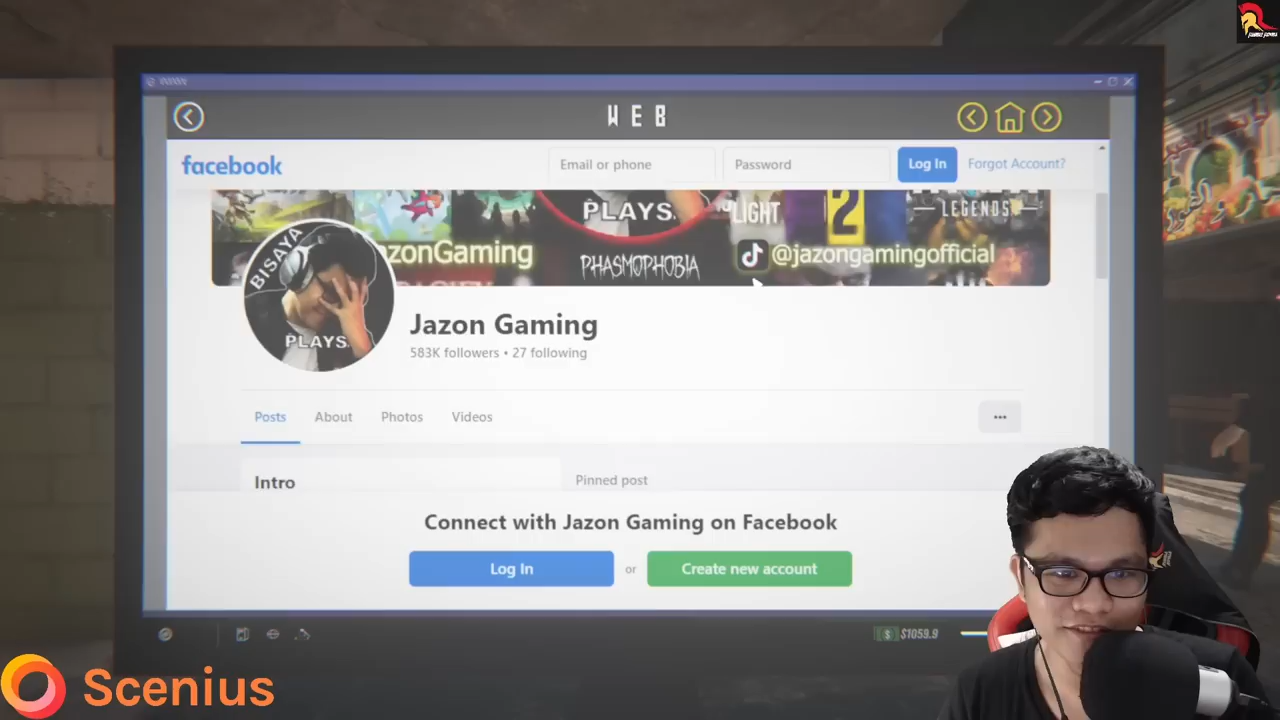 WWW
WEB
facebook
Email or phone
Password
Log In
Forgot Account?
PLAYS.
LIGHT
2
LEGENDS
zonGaming
PHASMOPHOBIA
@jazongamingofficial
BISAYA
PLAYS.
Jazon Gaming
583K followers • 27 following
Posts
About
Photos
Videos
Intro
Pinned post
Connect with Jazon Gaming on Facebook
Log In
or
Create new account
$1059.9
Scenius